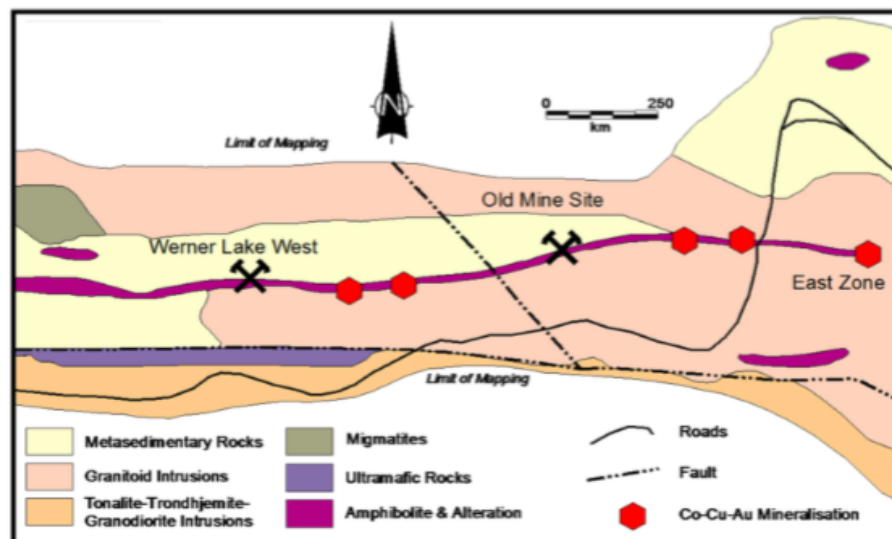 N
0 250
km
Limit of Mapping
Old Mine Site
Werner Lake West
East Zone
Limit of Mapping
Metasedimentary Rocks
Granitoid Intrusions
Tonalite-Trondhjemite-
Granodiorite Intrusions
Migmatites
Ultramafic Rocks
Amphibolite & Alteration
Roads
Fault
Co-Cu-Au Mineralisation